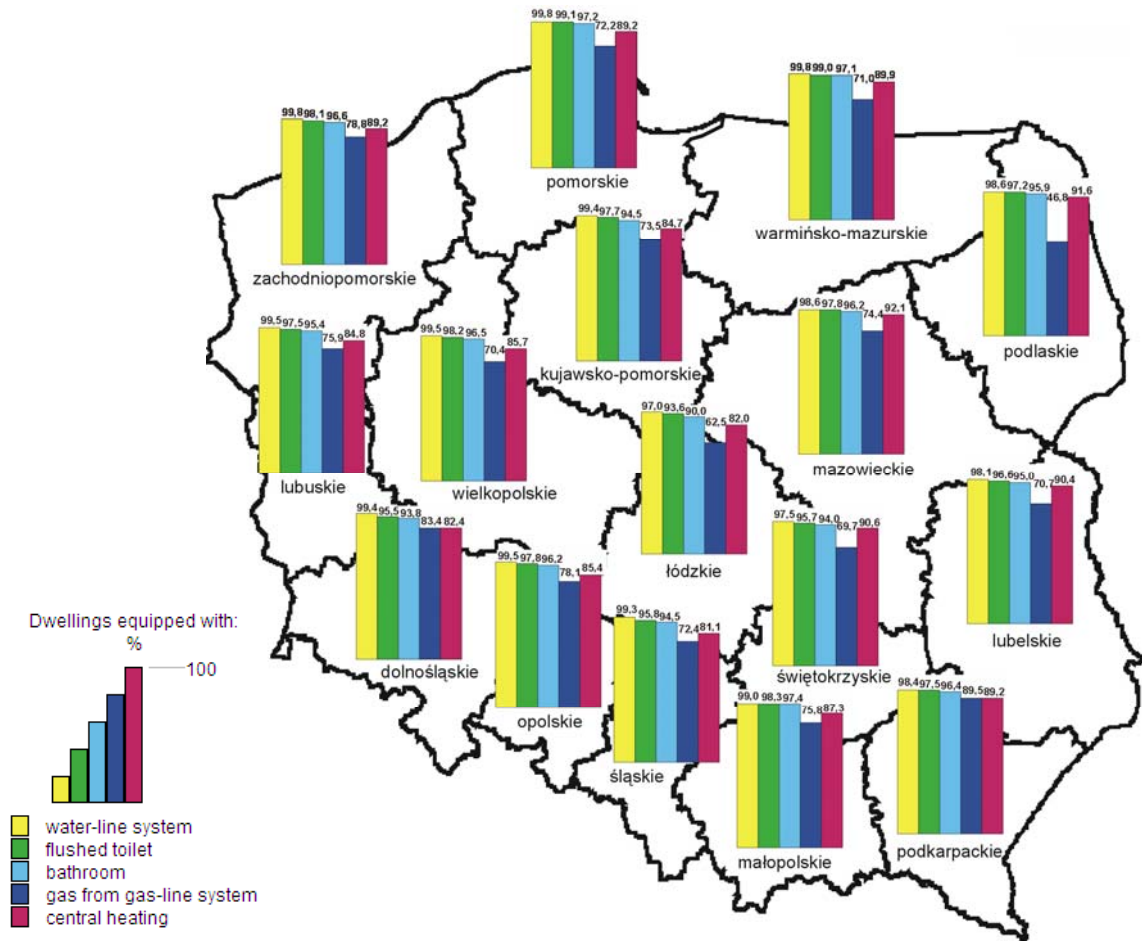 99,8 99,1 97,2 72,2 89,2
pomorskie
99,8 99,0 97,1 71,0 89,9
warmińsko-mazurskie
99,8 98,1 96,6 78,8 89,2
zachodniopomorskie
98,6 97,2 95,9 46,8 91,6
podlaskie
99,4 97,7 94,5 73,5 84,7
kujawsko-pomorskie
98,6 97,8 96,2 74,4 92,1
mazowieckie
99,5 97,5 95,4 75,9 84,8
lubuskie
99,5 98,2 96,5 70,4 85,7
wielkopolskie
97,0 93,6 90,0 62,5 82,0
łódzkie
98,1 96,6 95,0 70,7 90,4
lubelskie
99,4 95,5 93,8 83,4 82,4
dolnośląskie
97,5 95,7 94,0 69,7 90,6
świętokrzyskie
99,5 97,8 96,2 78,1 85,4
opolskie
99,3 95,8 94,5 72,4 81,1
śląskie
99,0 98,3 97,4 75,8 87,3
małopolskie
98,4 97,5 96,4 89,5 89,2
podkarpackie
Dwellings equipped with:
%
100
water-line system
flushed toilet
bathroom
gas from gas-line system
central heating